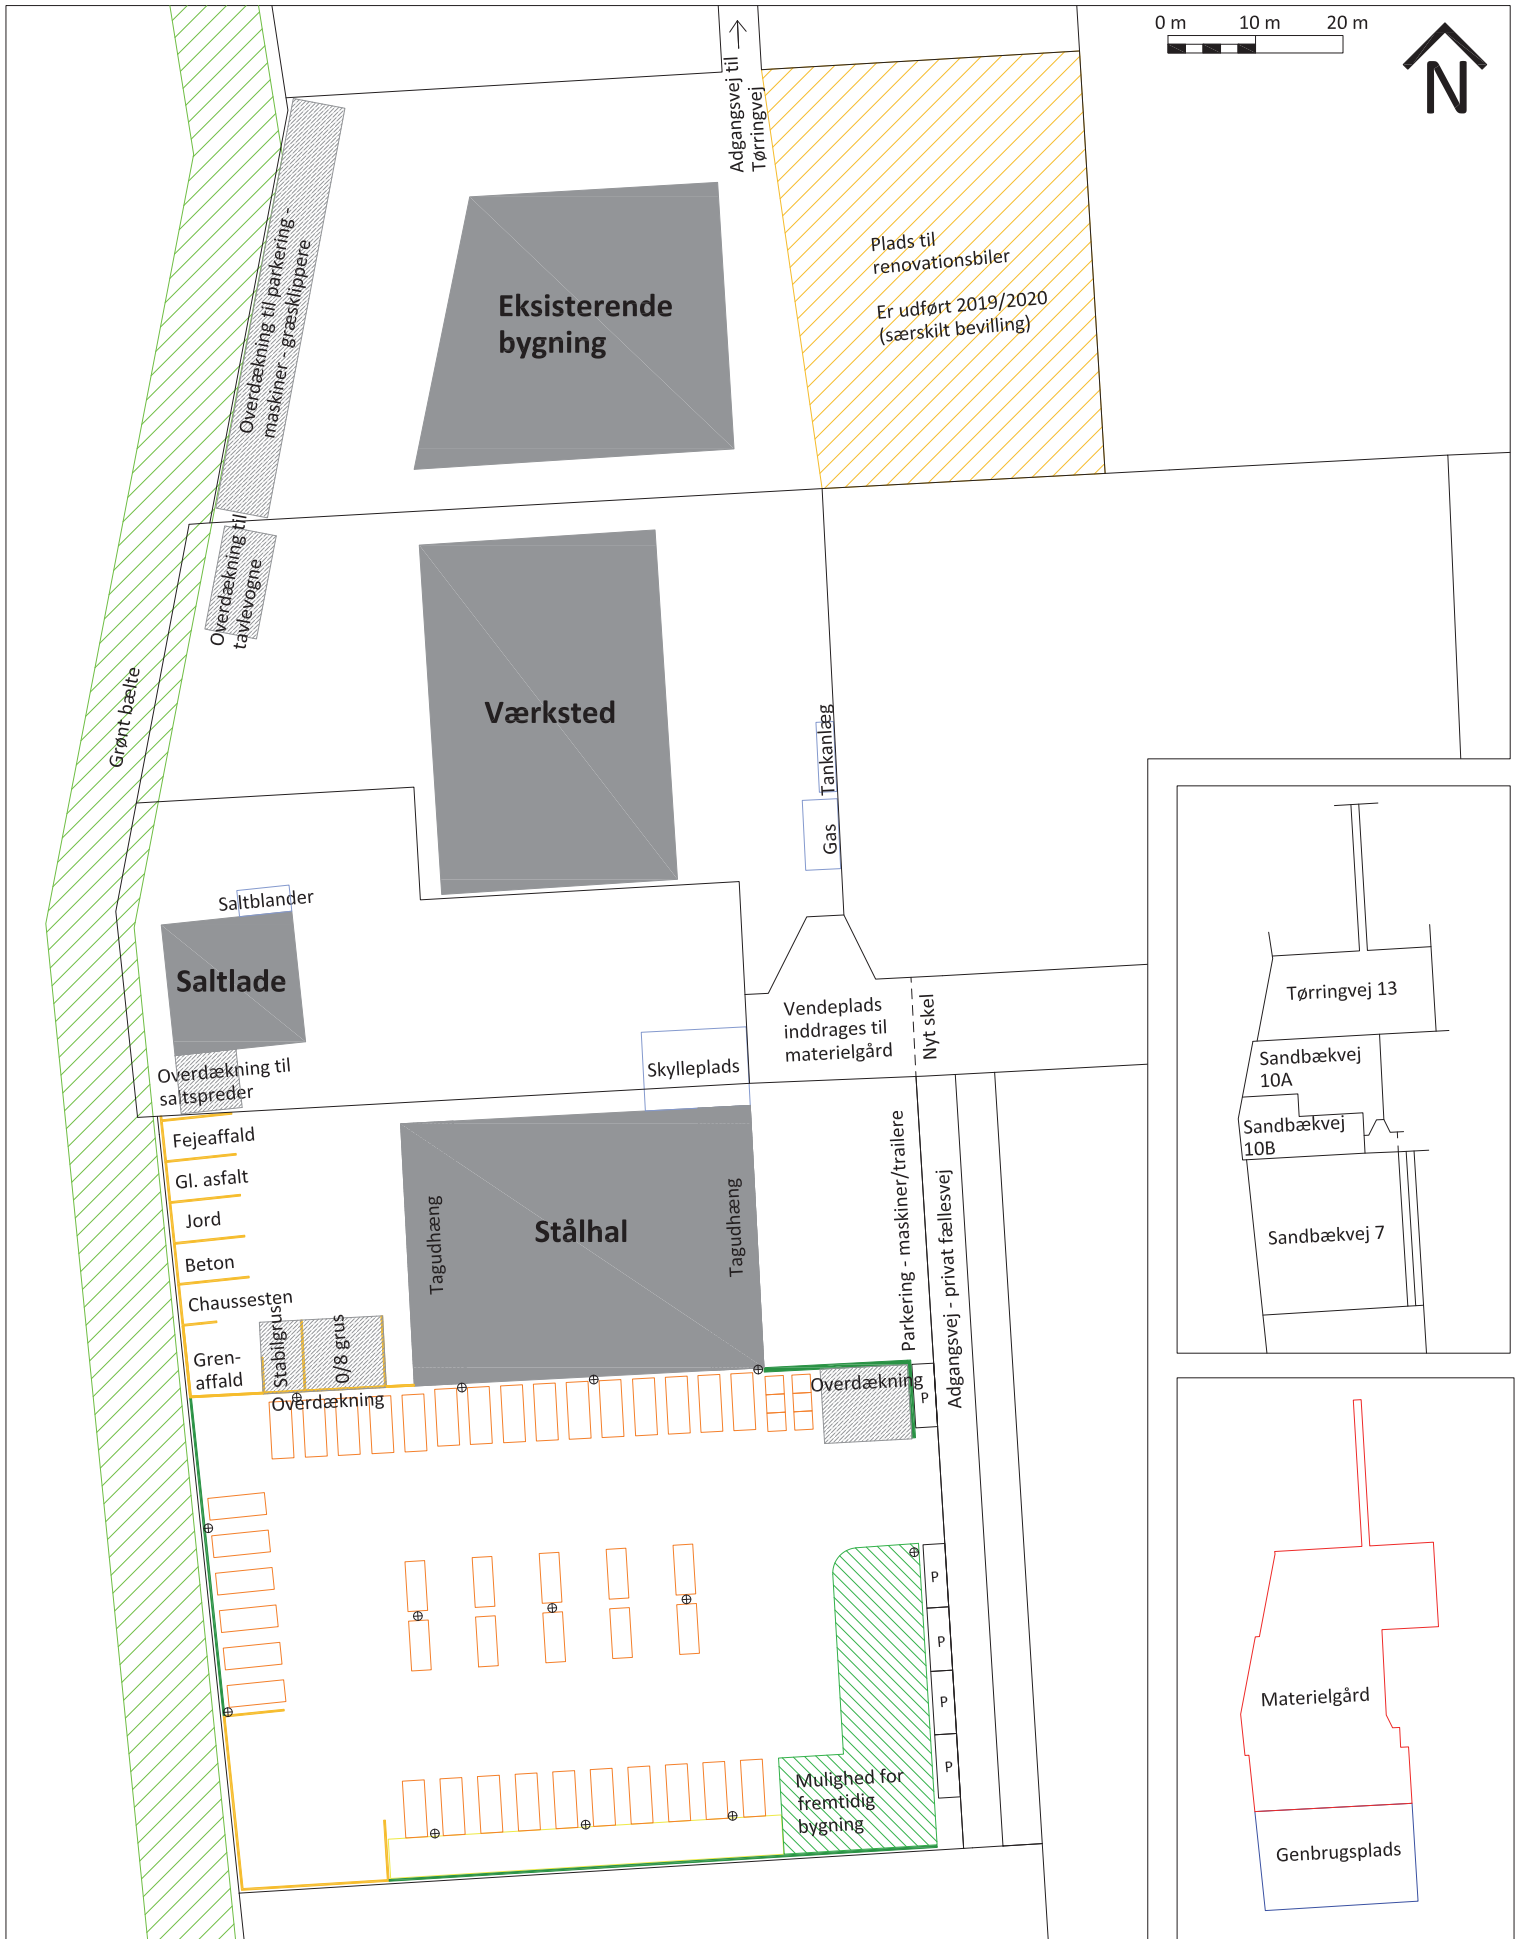 0 m 10 m 20 m
N
Adgangsvej til
Tørringvej
Overdækning til parkering -
maskiner - græsklippere
Plads til
renovationsbiler
Er udført 2019/2020
(særskilt bevilling)
Eksisterende
bygning
Overdækning til
tavlevogne
Grønt bælte
Værksted
Tankanlæg
Gas
Saltblander
Saltlade
Overdækning til
saltspreder
Skylleplads
Vendeplads
inddrages til
materielgård
Nyt skel
Fejeaffald
Gl. asfalt
Jord
Beton
Chaussesten
Gren-
affald
Stabilgrus
0/8 grus
Overdækning
Tagudhæng
Stålhal
Tagudhæng
Parkering - maskiner/trailere
Adgangsvej - privat fællesvej
Overdækning
P
P
P
P
P
Mulighed for
fremtidig
bygning
Tørringvej 13
Sandbækvej
10A
Sandbækvej
10B
Sandbækvej 7
Materielgård
Genbrugsplads